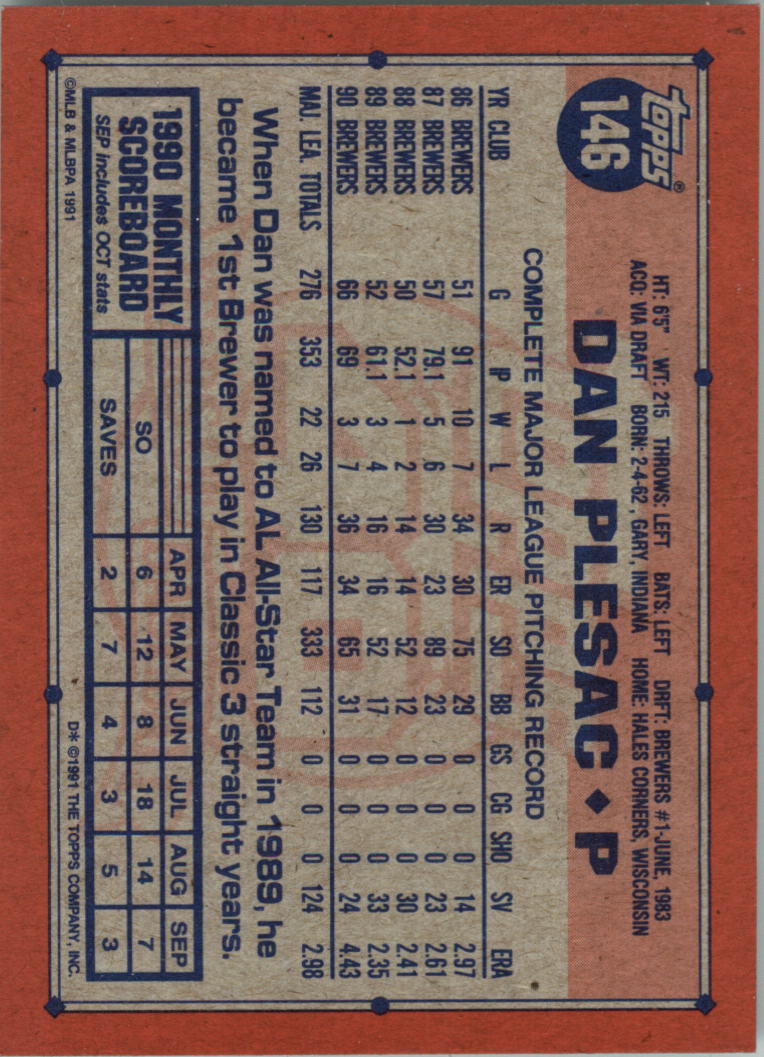 topps®
146
HT: 6'5" WT: 215 THROWS: LEFT BATS: LEFT DRFT: BREWERS #1-JUNE, 1983
ACQ: VIA DRAFT BORN: 2-4-62, GARY, INDIANA HOME: HALES CORNERS, WISCONSIN
DAN PLESAC ◆ P
COMPLETE MAJOR LEAGUE PITCHING RECORD
YR CLUB G IP W L R ER SO BB GS CG SHO SV ERA
86 BREWERS 51 91 10 7 34 30 75 29 0 0 0 14 2.97
87 BREWERS 57 79.1 5 6 30 23 89 23 0 0 0 23 2.61
88 BREWERS 50 52.1 1 2 14 14 52 12 0 0 0 30 2.41
89 BREWERS 52 61.1 3 4 16 16 52 17 0 0 0 33 2.35
90 BREWERS 66 69 3 7 36 34 65 31 0 0 0 24 4.43
MAJ. LEA. TOTALS 276 353 22 26 130 117 333 112 0 0 0 124 2.98
When Dan was named to AL All-Star Team in 1989, he
became 1st Brewer to play in Classic 3 straight years.
1990 MONTHLY
SCOREBOARD
SEP includes OCT stats
APR MAY JUN JUL AUG SEP
SO 6 12 8 18 14 7
SAVES 2 7 4 3 5 3
©MLB & MLBPA 1991
D* ©1991 THE TOPPS COMPANY, INC.